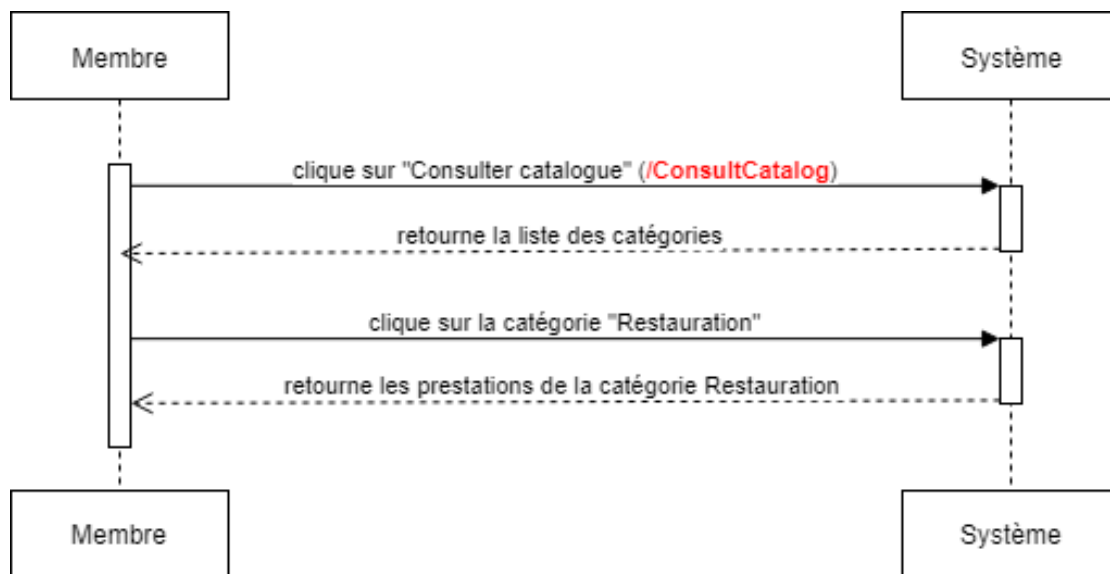 Membre
Système
clique sur "Consulter catalogue" (/ConsultCatalog)
retourne la liste des catégories
clique sur la catégorie "Restauration"
retourne les prestations de la catégorie Restauration
Membre
Système